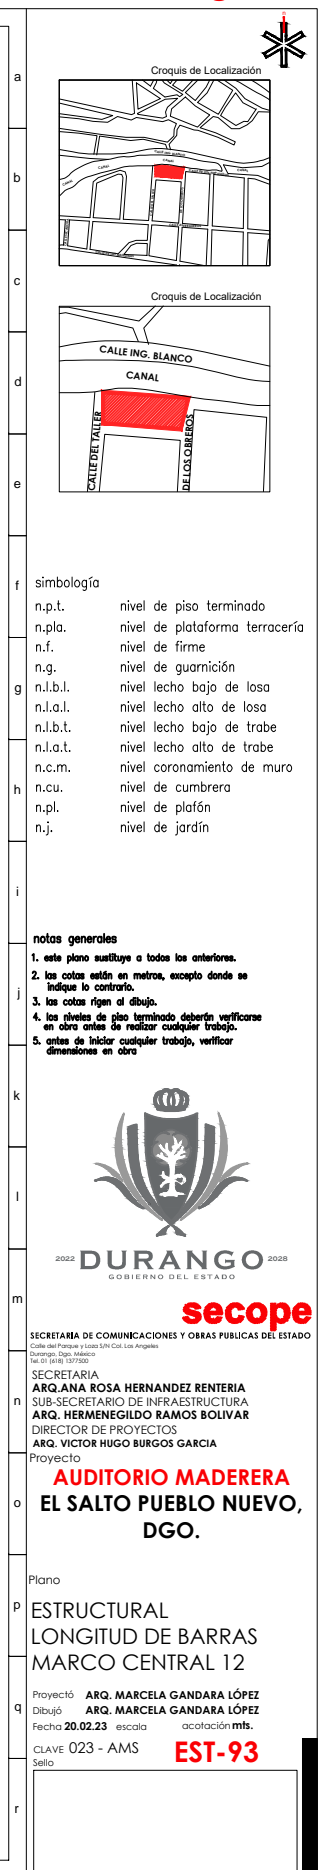 a
Croquis de Localización
b
CANAL
c
Croquis de Localización
CALLE ING. BLANCO
d
CANAL
CALLE DEL TALLER
DE LOS OBREROS
e
f
simbología
n.p.t. nivel de piso terminado
n.pla. nivel de plataforma terracería
n.f. nivel de firme
n.g. nivel de guarnición
g
n.l.b.l. nivel lecho bajo de losa
n.l.a.l. nivel lecho alto de losa
n.l.b.t. nivel lecho bajo de trabe
n.l.a.t. nivel lecho alto de trabe
n.c.m. nivel coronamiento de muro
h
n.cu. nivel de cumbrera
n.pl. nivel de plafón
n.j. nivel de jardín
i
notas generales
1. este plano sustituye a todos los anteriores.
2. las cotas están en metros, excepto donde se
indique lo contrario.
j
3. las cotas rigen al dibujo.
4. los niveles de piso terminado deberán verificarse
en obra antes de realizar cualquier trabajo.
5. antes de iniciar cualquier trabajo, verificar
dimensiones en obra
k
l
2022 DURANGO 2028
GOBIERNO DEL ESTADO
m
secope
SECRETARIA DE COMUNICACIONES Y OBRAS PUBLICAS DEL ESTADO
Calle del Parque y Loza S/N Col. Los Angeles
Durango, Dgo. México
Tel. 01 (618) 1377500
SECRETARIA
ARQ.ANA ROSA HERNANDEZ RENTERIA
n
SUB-SECRETARIO DE INFRAESTRUCTURA
ARQ. HERMENEGILDO RAMOS BOLIVAR
DIRECTOR DE PROYECTOS
ARQ. VICTOR HUGO BURGOS GARCIA
Proyecto
AUDITORIO MADERERA
o
EL SALTO PUEBLO NUEVO,
DGO.
Plano
p
ESTRUCTURAL
LONGITUD DE BARRAS
MARCO CENTRAL 12
Proyectó ARQ. MARCELA GANDARA LÓPEZ
q
Dibujó ARQ. MARCELA GANDARA LÓPEZ
Fecha 20.02.23 escala acotación mts.
CLAVE 023 - AMS EST-93
Sello
r